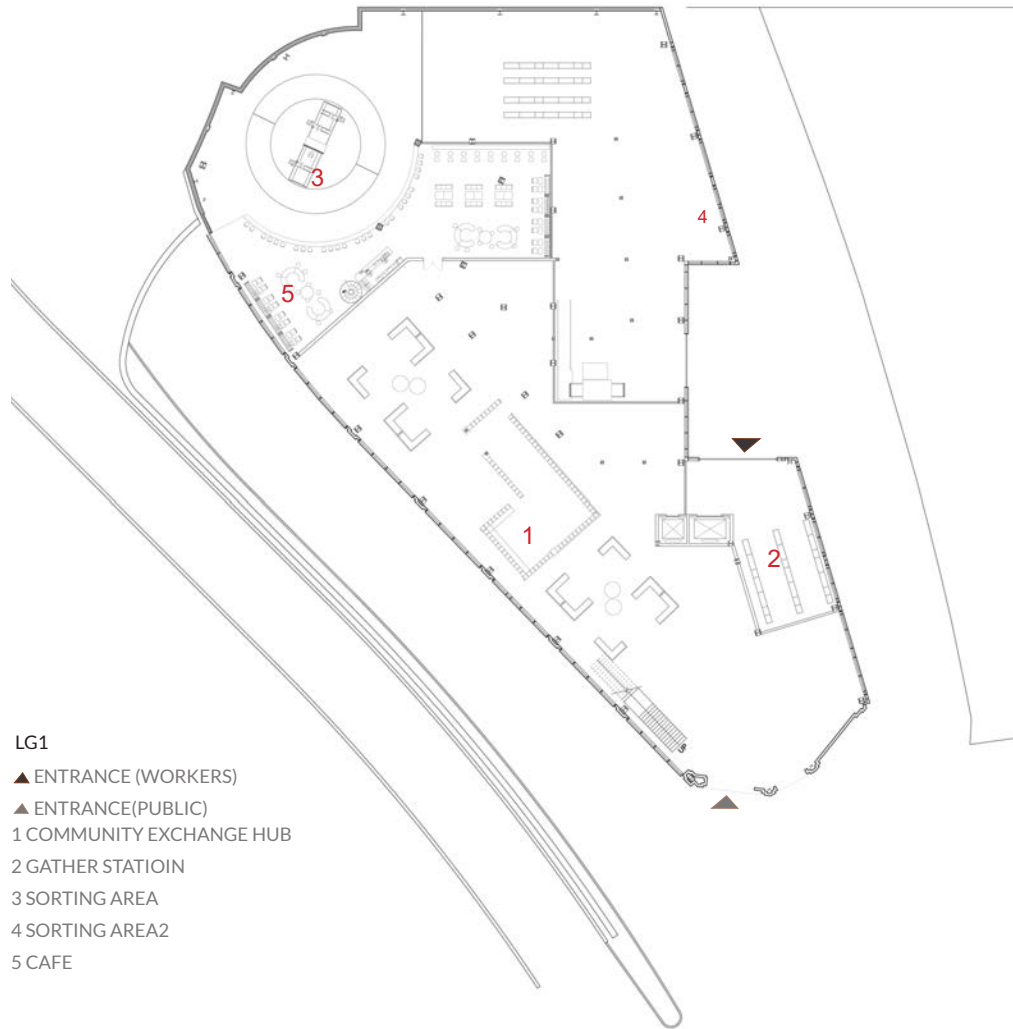 3
4
5
1
2
LG1
ENTRANCE (WORKERS)
ENTRANCE(PUBLIC)
1 COMMUNITY EXCHANGE HUB
2 GATHER STATIOIN
3 SORTING AREA
4 SORTING AREA2
5 CAFE